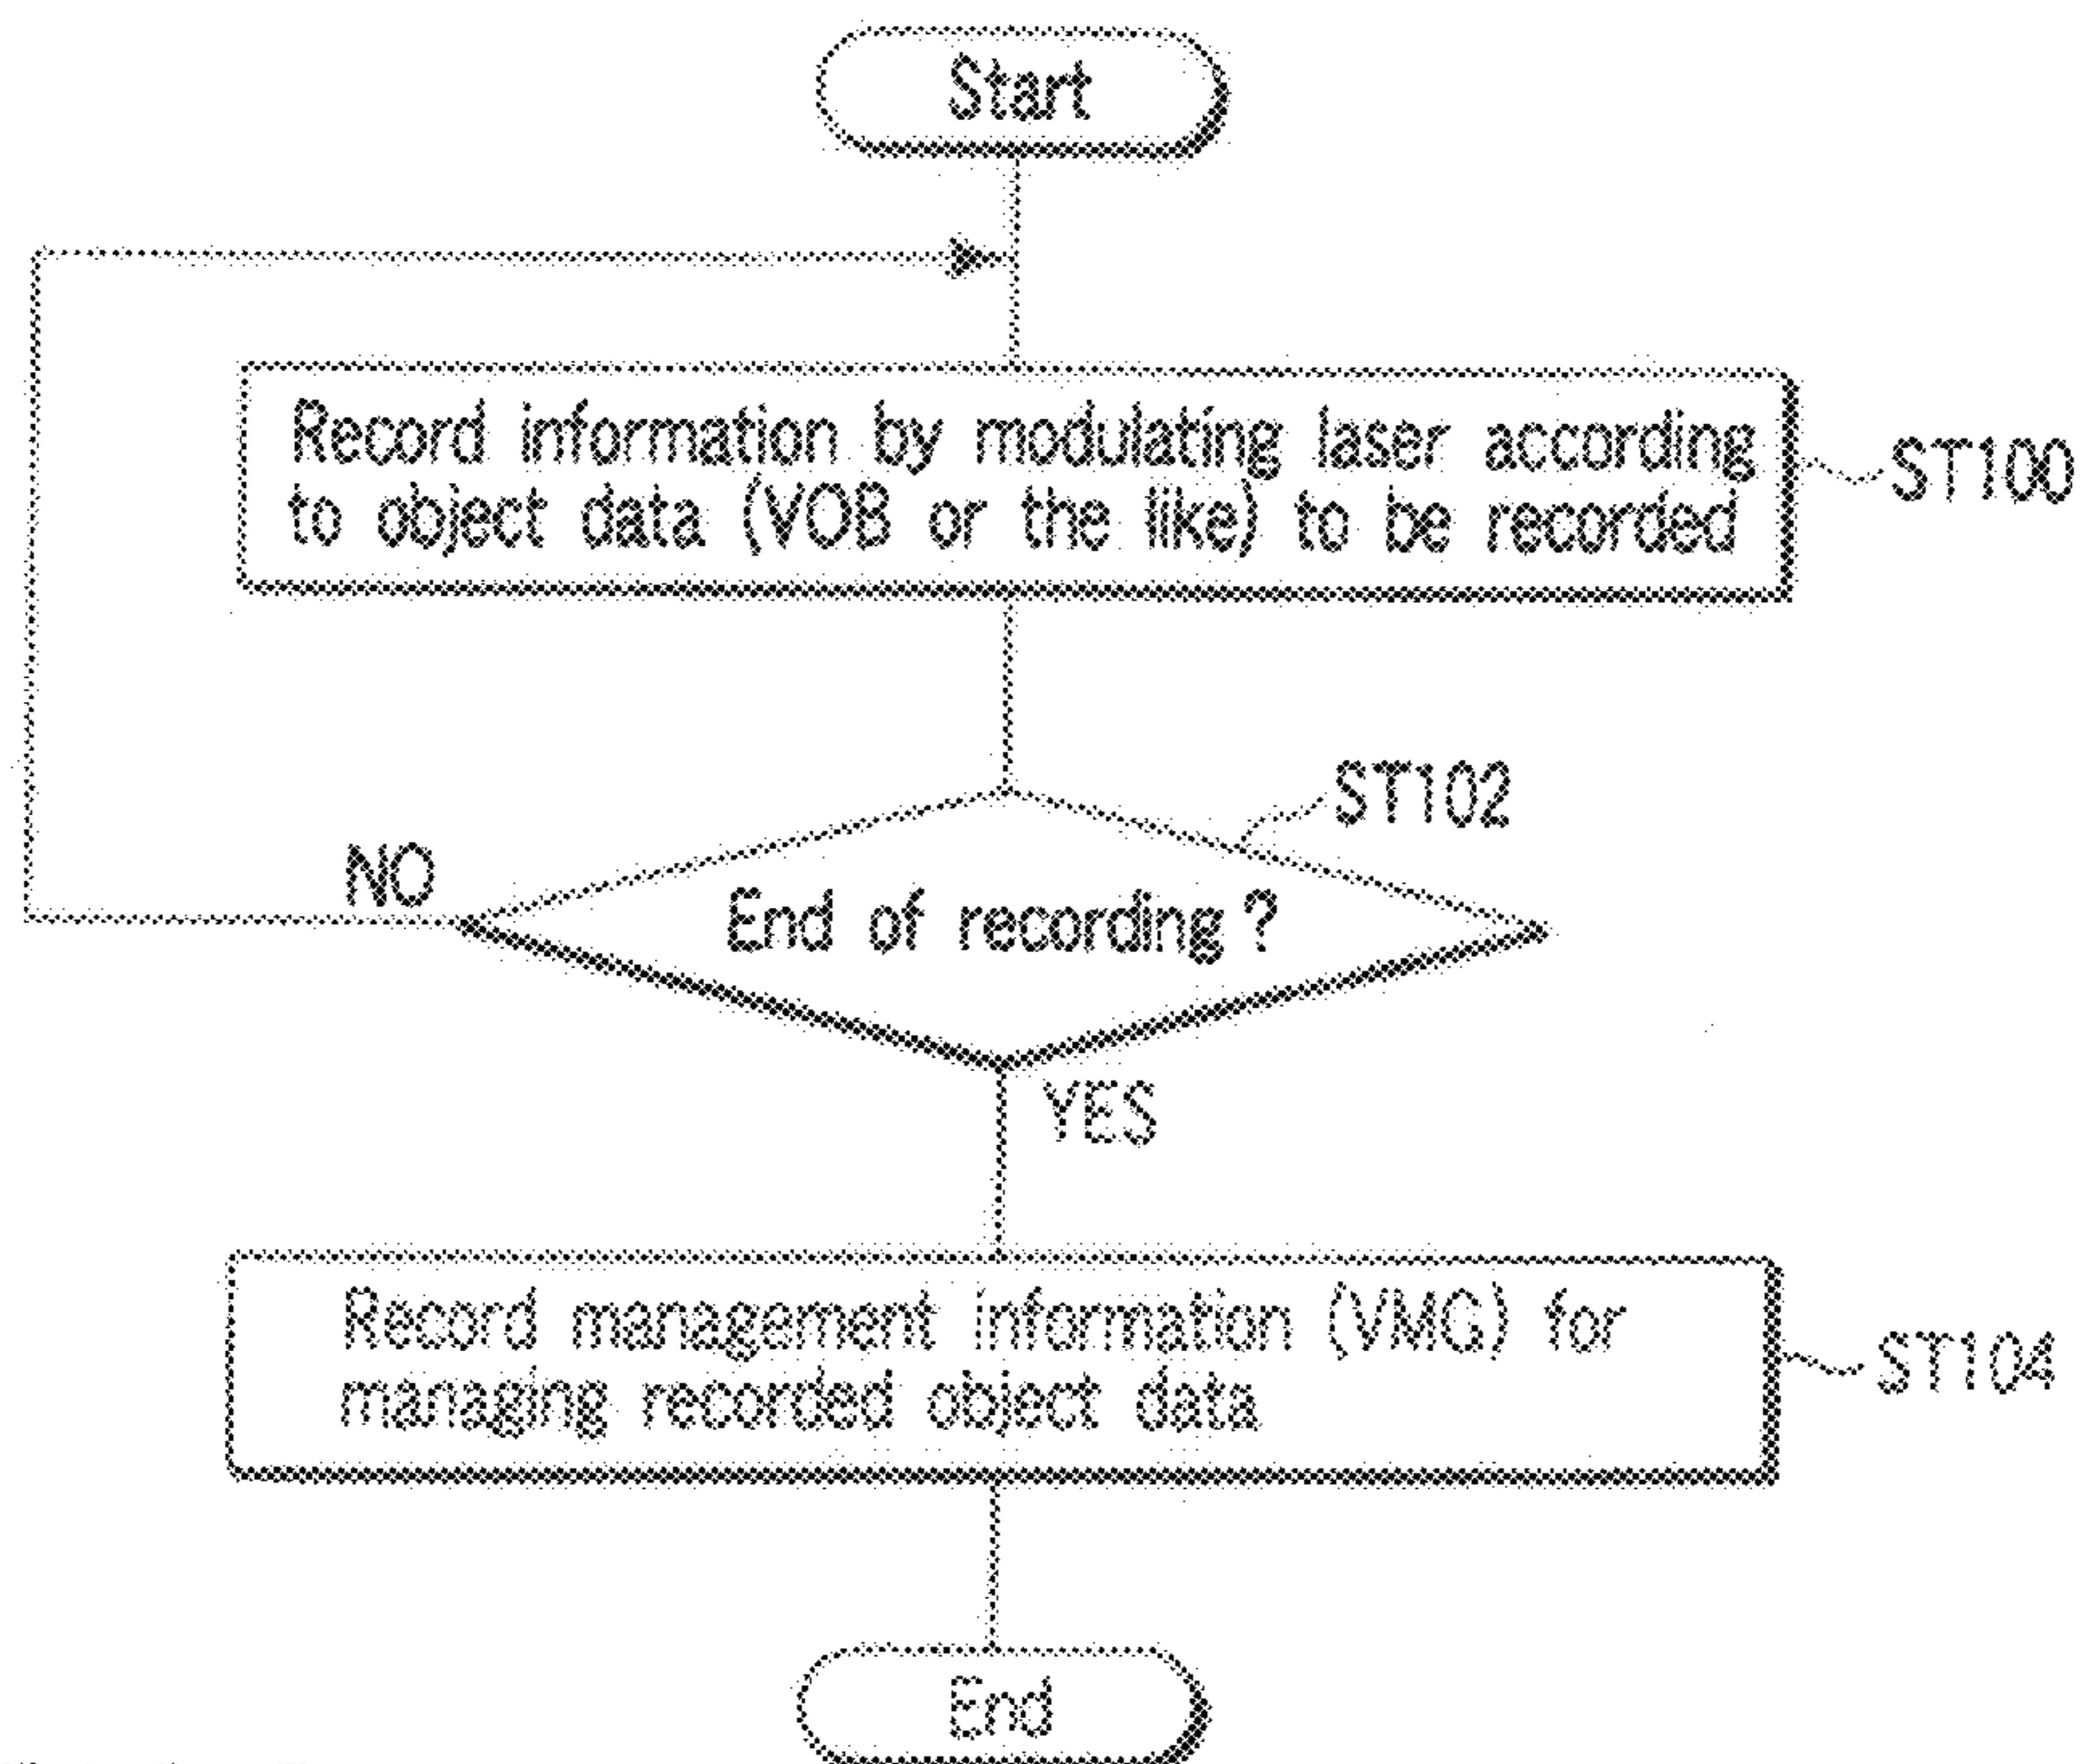 Start
Record information by modulating laser according
to object data (VOB or the like) to be recorded
ST100
ST102
NO
End of recording ?
YES
Record management information (VMG) for
managing recorded object data
ST104
End